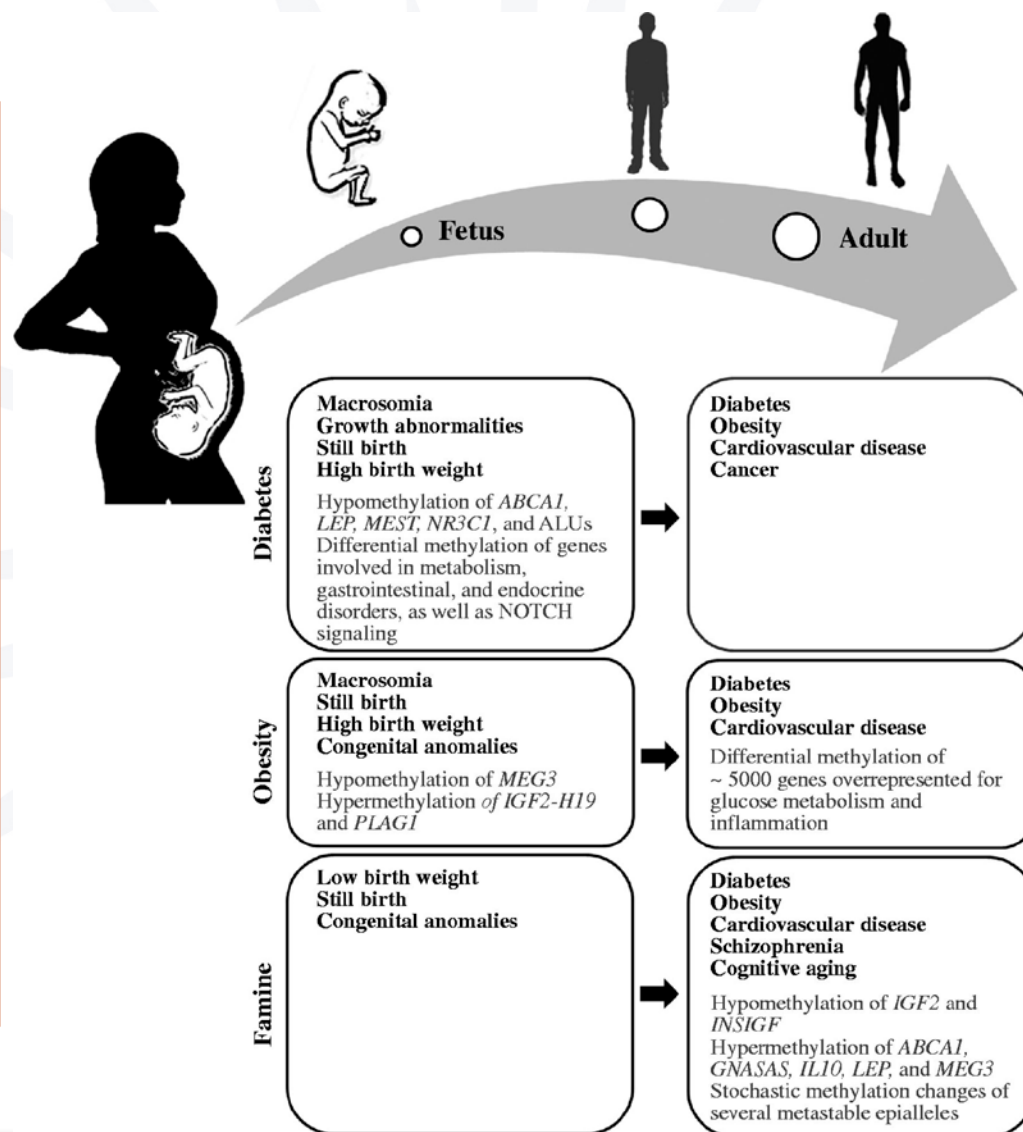 Fetus
Adult
Diabetes
Macrosomia
Growth abnormalities
Still birth
High birth weight
Hypomethylation of ABCA1,
LEP, MEST, NR3C1, and ALUs
Differential methylation of genes
involved in metabolism,
gastrointestinal, and endocrine
disorders, as well as NOTCH
signaling
Diabetes
Obesity
Cardiovascular disease
Cancer
Obesity
Macrosomia
Still birth
High birth weight
Congenital anomalies
Hypomethylation of MEG3
Hypermethylation of IGF2-H19
and PLAG1
Diabetes
Obesity
Cardiovascular disease
Differential methylation of
~ 5000 genes overrepresented for
glucose metabolism and
inflammation
Famine
Low birth weight
Still birth
Congenital anomalies
Diabetes
Obesity
Cardiovascular disease
Schizophrenia
Cognitive aging
Hypomethylation of IGF2 and
INSIGF
Hypermethylation of ABCA1,
GNASAS, IL10, LEP, and MEG3
Stochastic methylation changes of
several metastable epialleles